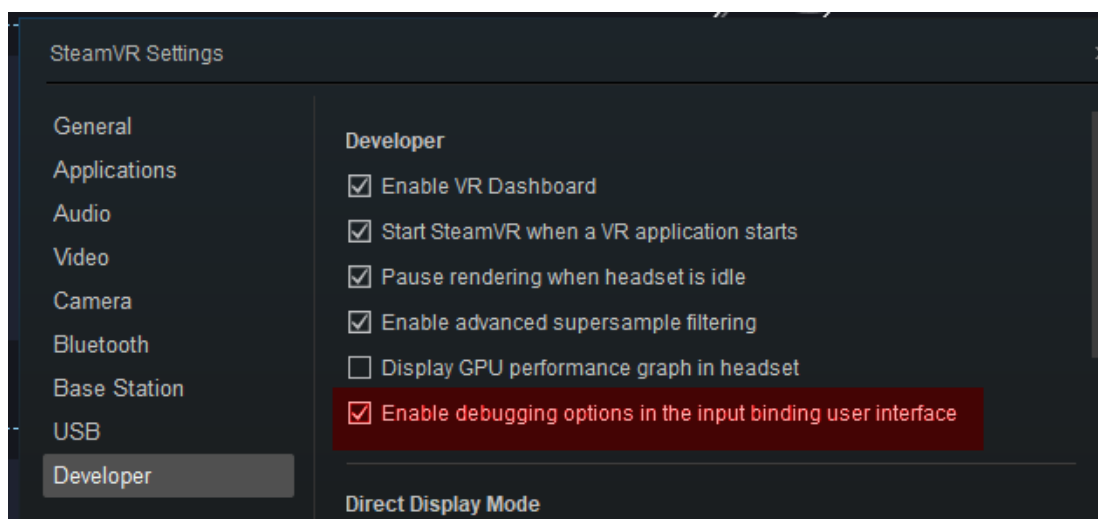 SteamVR Settings
General
Applications
Audio
Video
Camera
Bluetooth
Base Station
USB
Developer
Developer
Enable VR Dashboard
Start SteamVR when a VR application starts
Pause rendering when headset is idle
Enable advanced supersample filtering
Display GPU performance graph in headset
Enable debugging options in the input binding user interface
Direct Display Mode